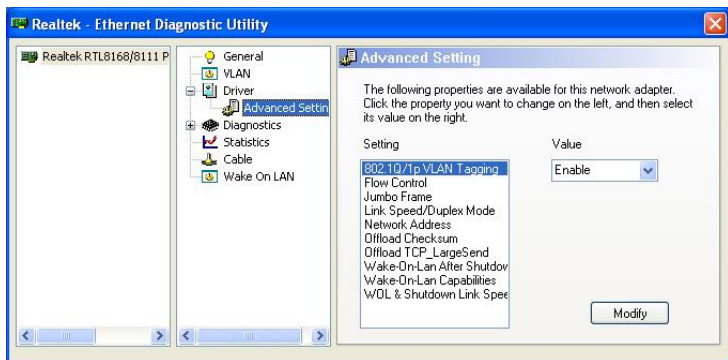 Realtek - Ethernet Diagnostic Utility
Realtek RTL8168/8111 P
General
VLAN
Driver
Advanced Settin
Diagnostics
Statistics
Cable
Wake On LAN
Advanced Setting
The following properties are available for this network adapter.
Click the property you want to change on the left, and then select
its value on the right.
Setting
Value
802.1Q/1p VLAN Tagging
Enable
Flow Control
Jumbo Frame
Link Speed/Duplex Mode
Network Address
Offload Checksum
Offload TCP_LargeSend
Wake-On-Lan After Shutdov
Wake-On-Lan Capabilities
WOL & Shutdown Link Spee
Modify